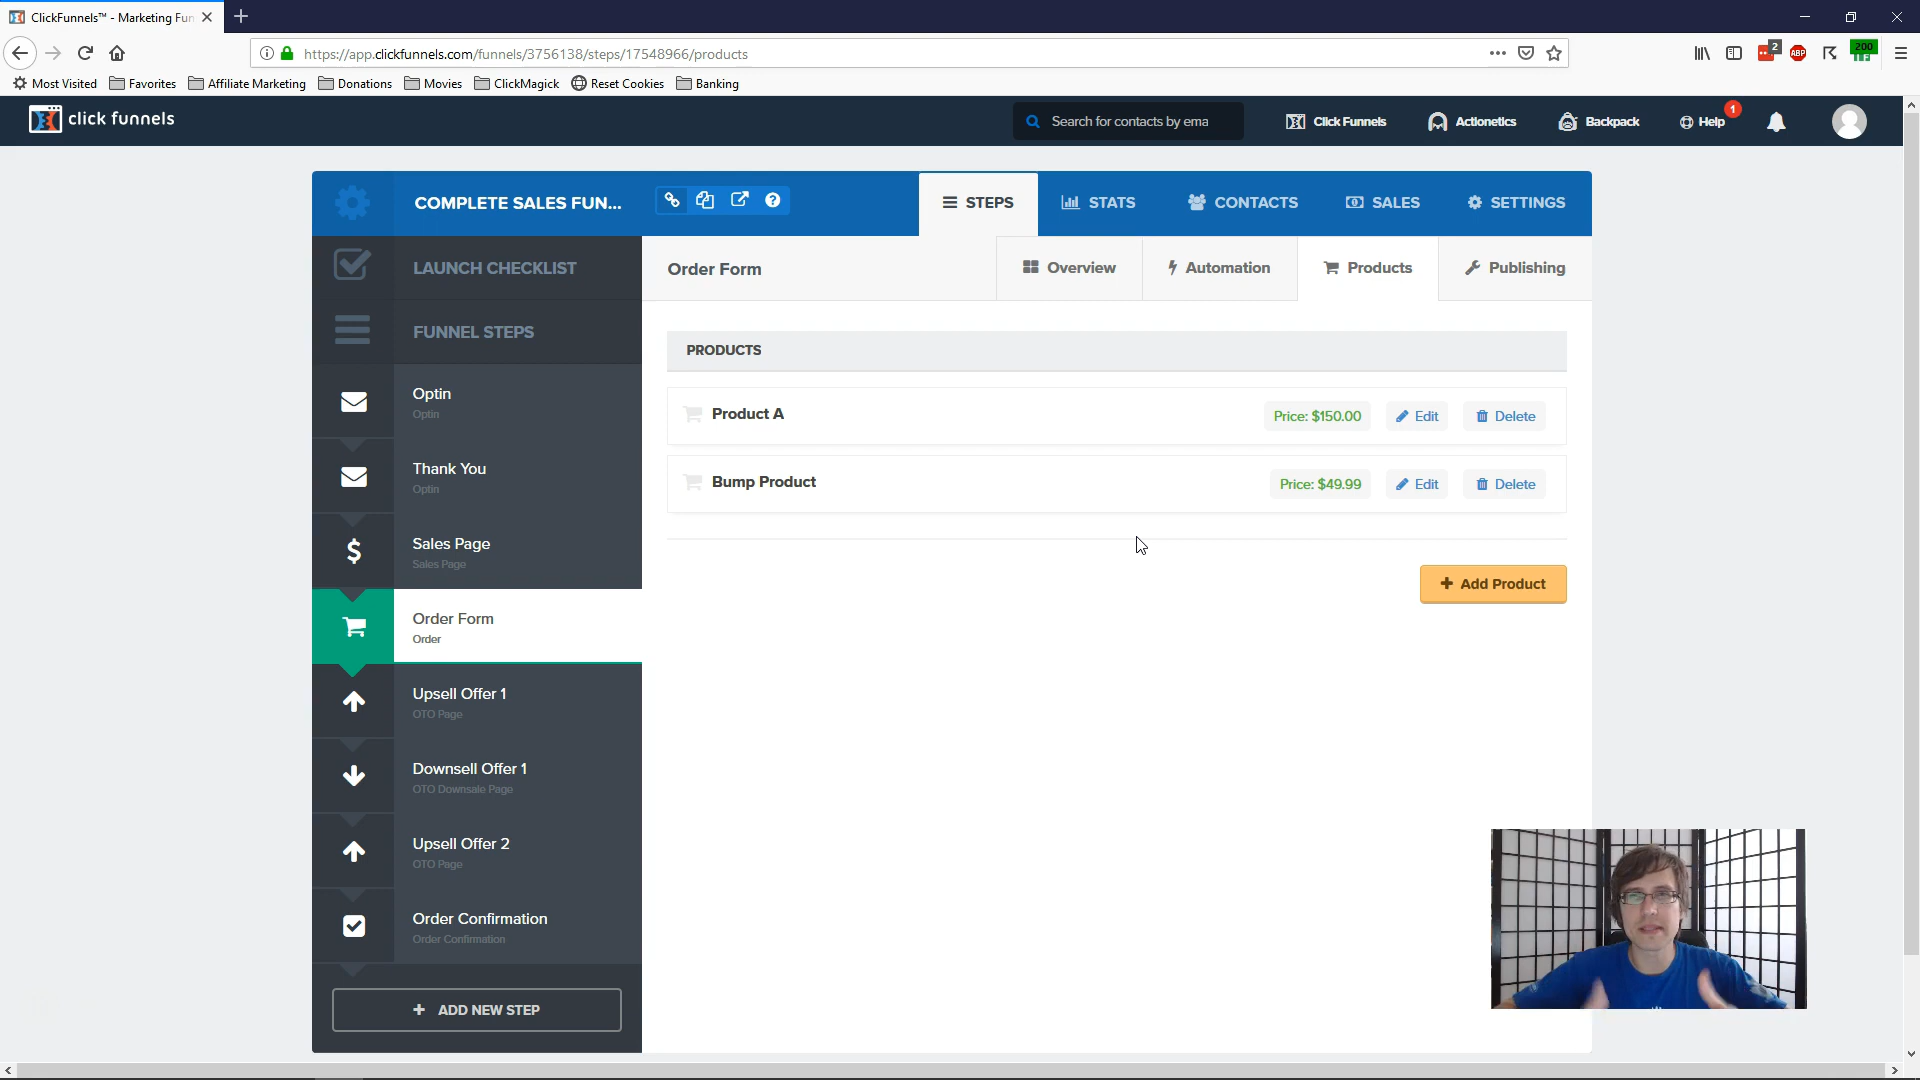 ClickFunnels™ - Marketing Fun
https://app.clickfunnels.com/funnels/3756138/steps/17548966/products
2
ABP
200
Most Visited
Favorites
Affiliate Marketing
Donations
Movies
ClickMagick
Reset Cookies
Banking
click funnels
Search for contacts by ema
Click Funnels
Actionetics
Backpack
Help
1
COMPLETE SALES FUN...
STEPS
STATS
CONTACTS
SALES
SETTINGS
LAUNCH CHECKLIST
FUNNEL STEPS
Optin
Optin
Thank You
Optin
Sales Page
Sales Page
Order Form
Order
Upsell Offer 1
OTO Page
Downsell Offer 1
OTO Downsale Page
Upsell Offer 2
OTO Page
Order Confirmation
Order Confirmation
+ ADD NEW STEP
Order Form
Overview
Automation
Products
Publishing
PRODUCTS
Product A
Price: $150.00
Edit
Delete
Bump Product
Price: $49.99
Edit
Delete
+ Add Product